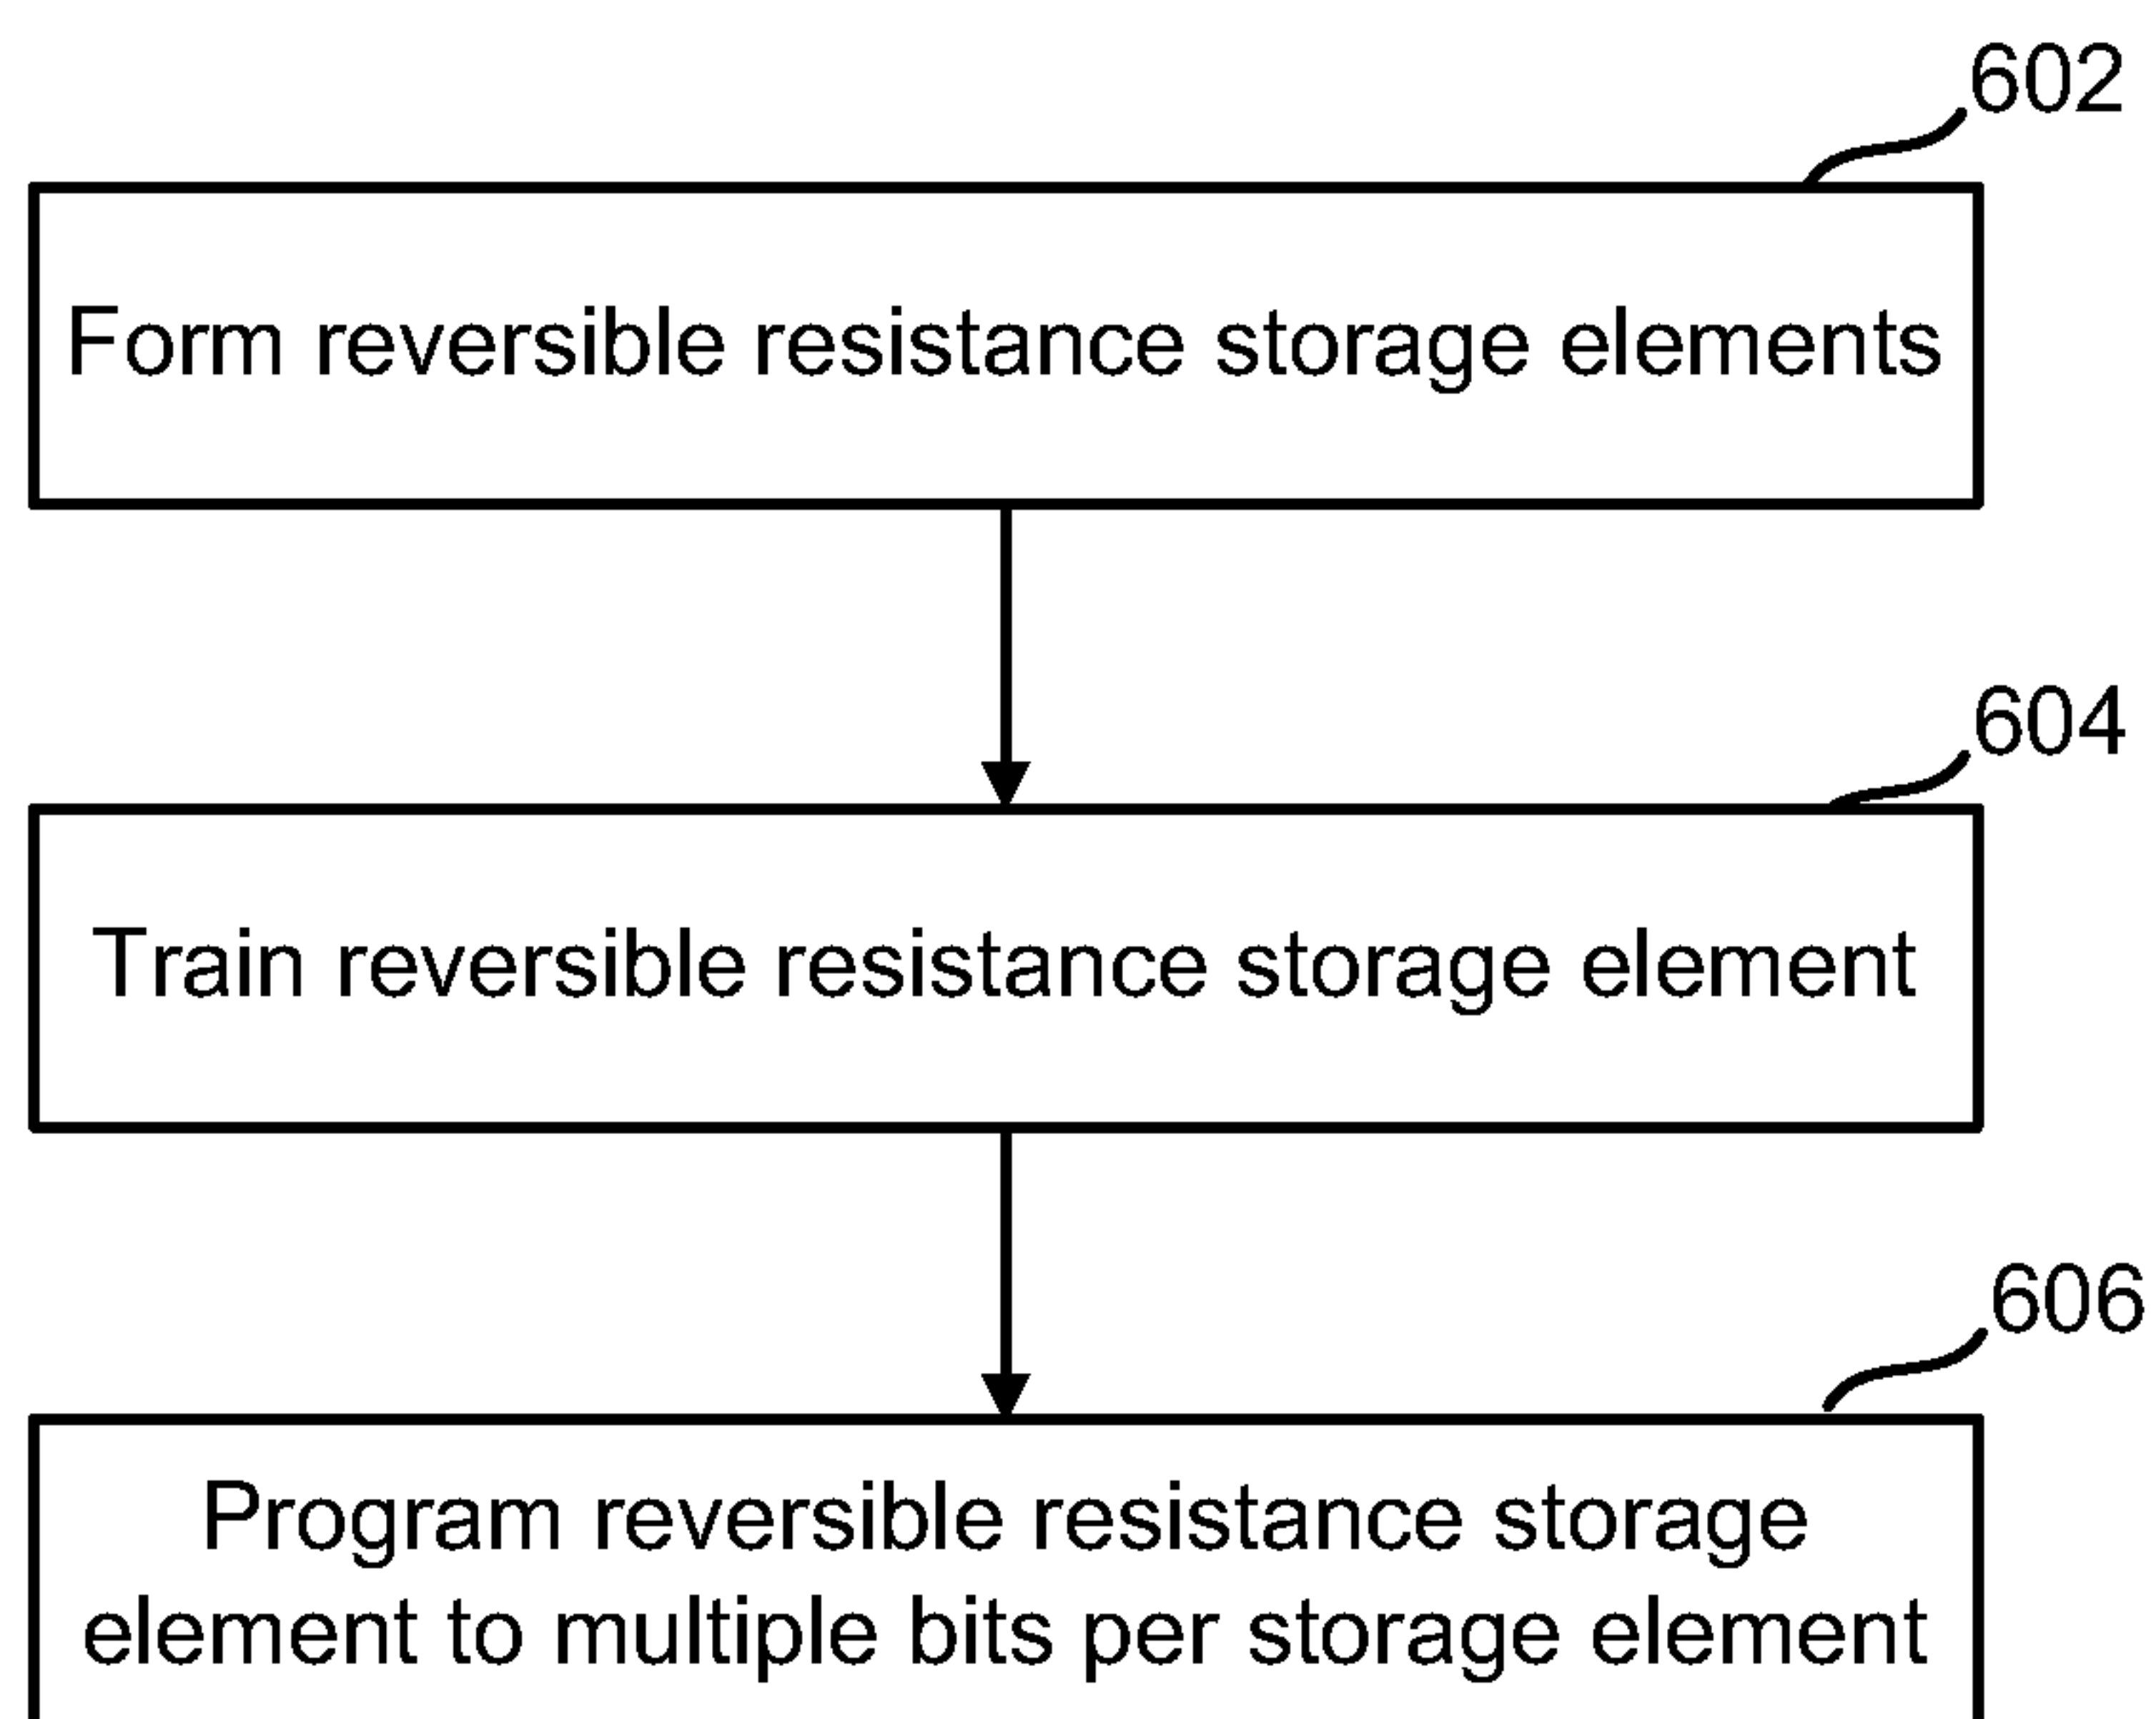 602
Form reversible resistance storage elements
604
Train reversible resistance storage element
606
Program reversible resistance storage
element to multiple bits per storage element